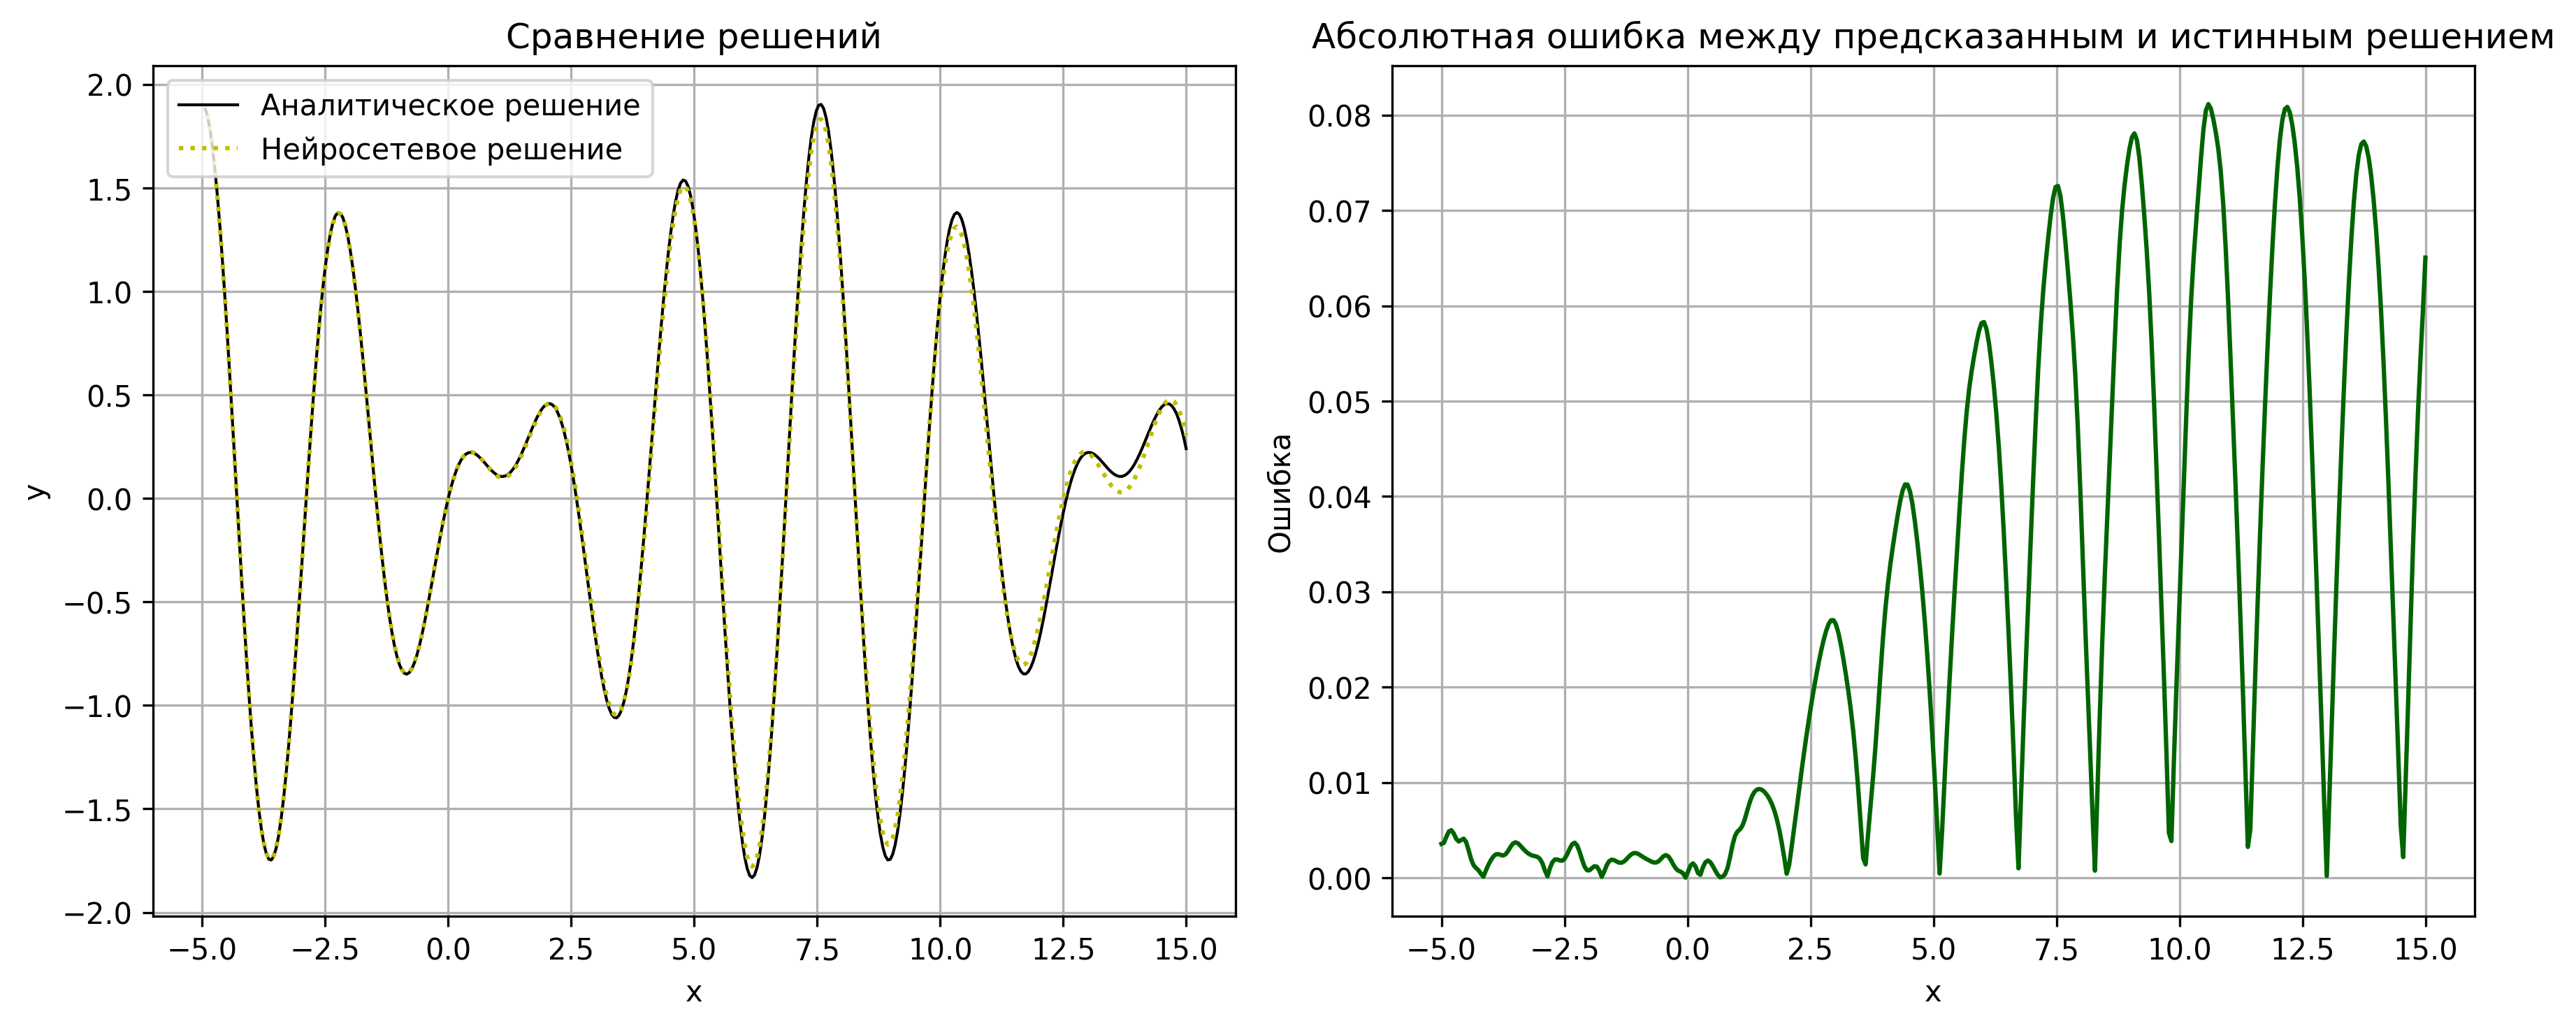 Сравнение решений
Аналитическое решение
Нейросетевое решение
y
2.0
1.5
1.0
0.5
0.0
−0.5
−1.0
−1.5
−2.0
−5.0 −2.5 0.0 2.5 5.0 7.5 10.0 12.5 15.0
x
Абсолютная ошибка между предсказанным и истинным решением
Ошибка
0.08
0.07
0.06
0.05
0.04
0.03
0.02
0.01
0.00
−5.0 −2.5 0.0 2.5 5.0 7.5 10.0 12.5 15.0
x